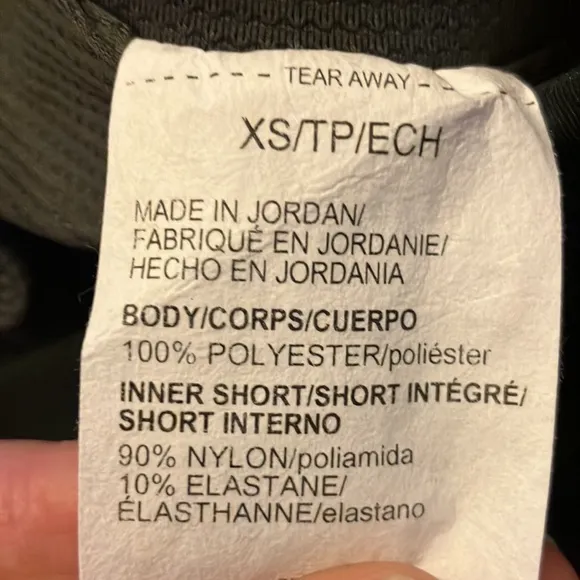 TEAR AWAY
XS/TP/ECH
MADE IN JORDAN/
FABRIQUÉ EN JORDANIE/
HECHO EN JORDANIA
BODY/CORPS/CUERPO
100% POLYESTER/poliéster
INNER SHORT/SHORT INTÉGRÉ/
SHORT INTERNO
90% NYLON/poliamida
10% ELASTANE/
ÉLASTHANNE/elastano